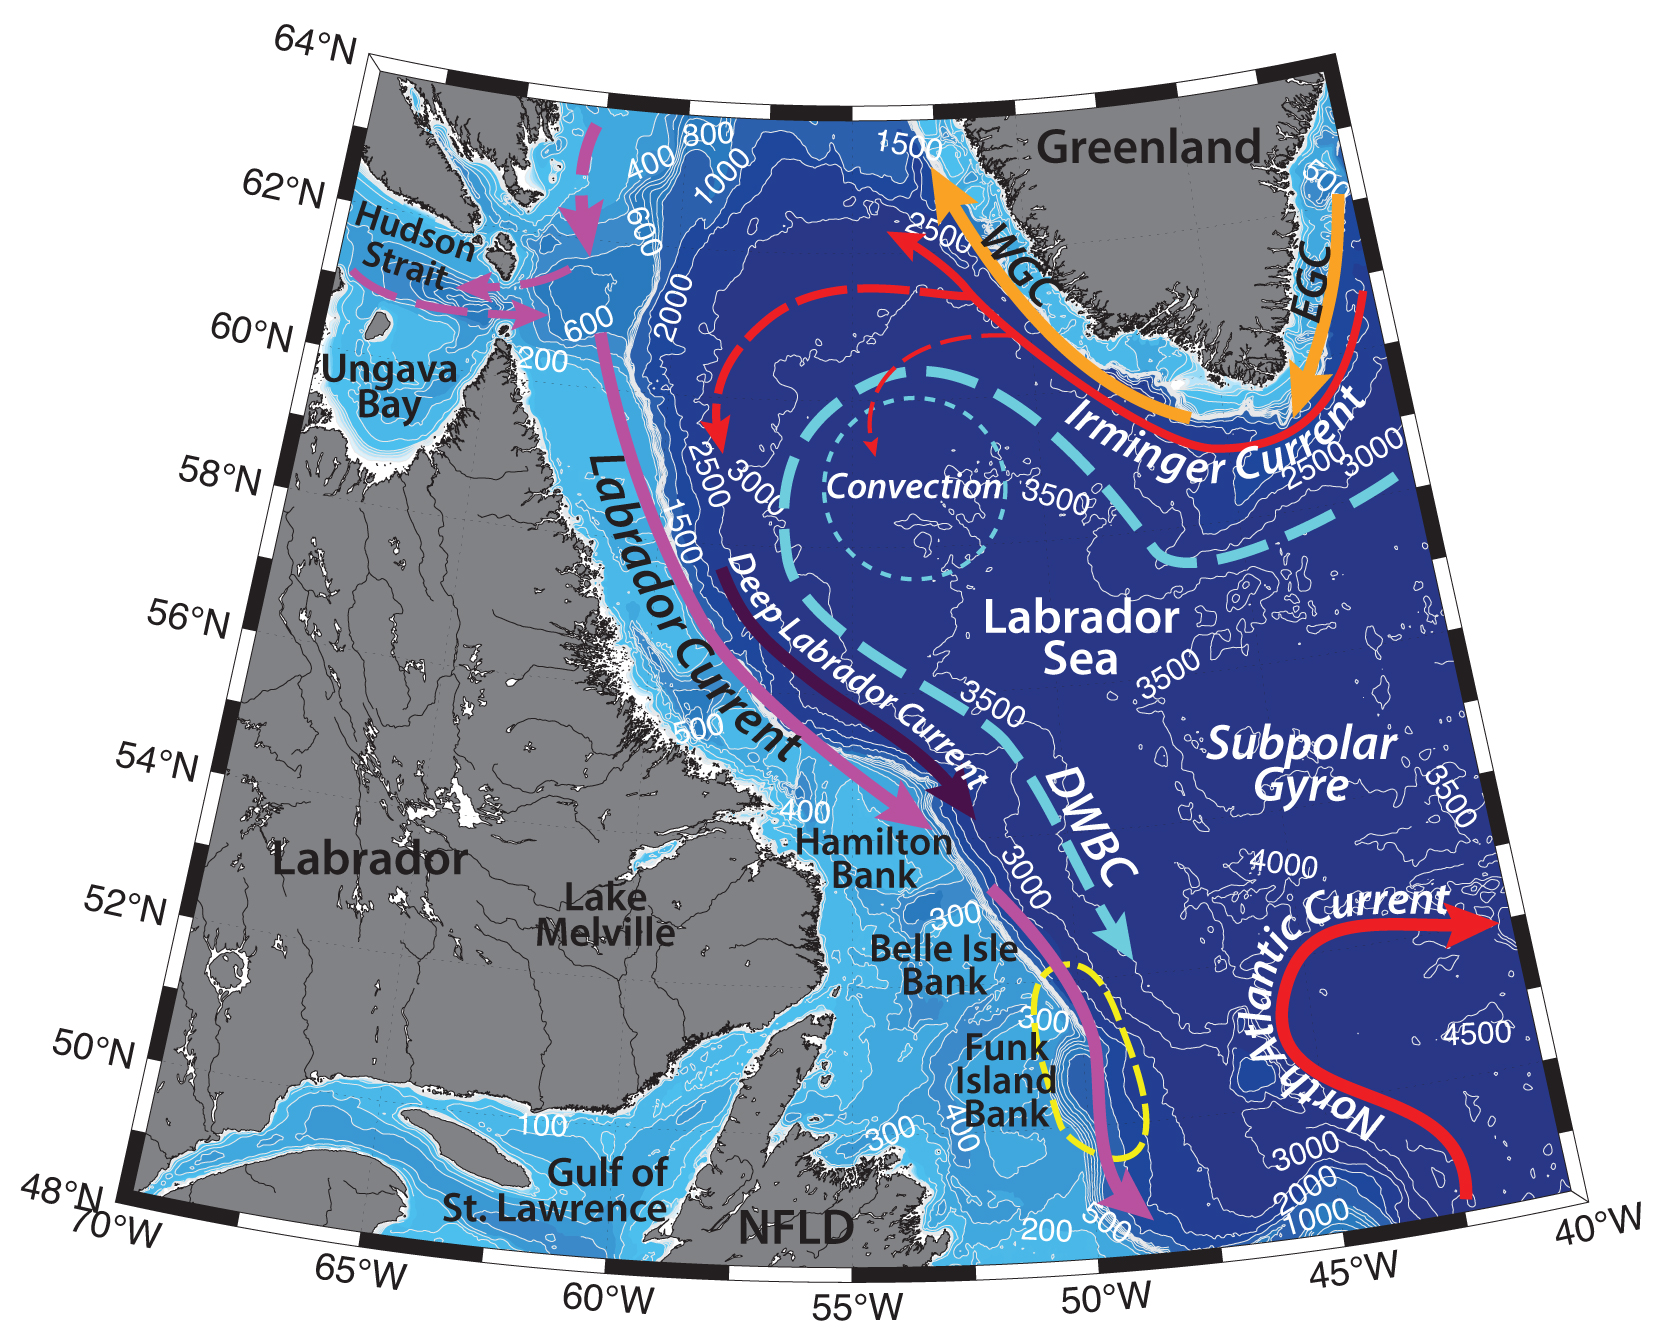 64°N
62°N
60°N
58°N
56°N
54°N
52°N
50°N
48°N
70°W
65°W
60°W
55°W
50°W
45°W
40°W
Greenland
800
400
1000
1500
600
600
2500
WGC
EGC
Hudson
Strait
2000
600
200
Ungava
Bay
Irminger Current
2500
3000
2500
3000
Convection
3500
1500
Labrador Current
Deep Labrador Current
Labrador
Sea
3500
3500
500
Subpolar
Gyre
3500
DWBC
400
Hamilton
Bank
3000
4000
Labrador
Lake
Melville
300
Belle Isle
Bank
North Atlantic Current
300
4500
Funk
Island
Bank
400
300
100
Gulf of
St. Lawrence
NFLD
200
500
3000
2000
1000